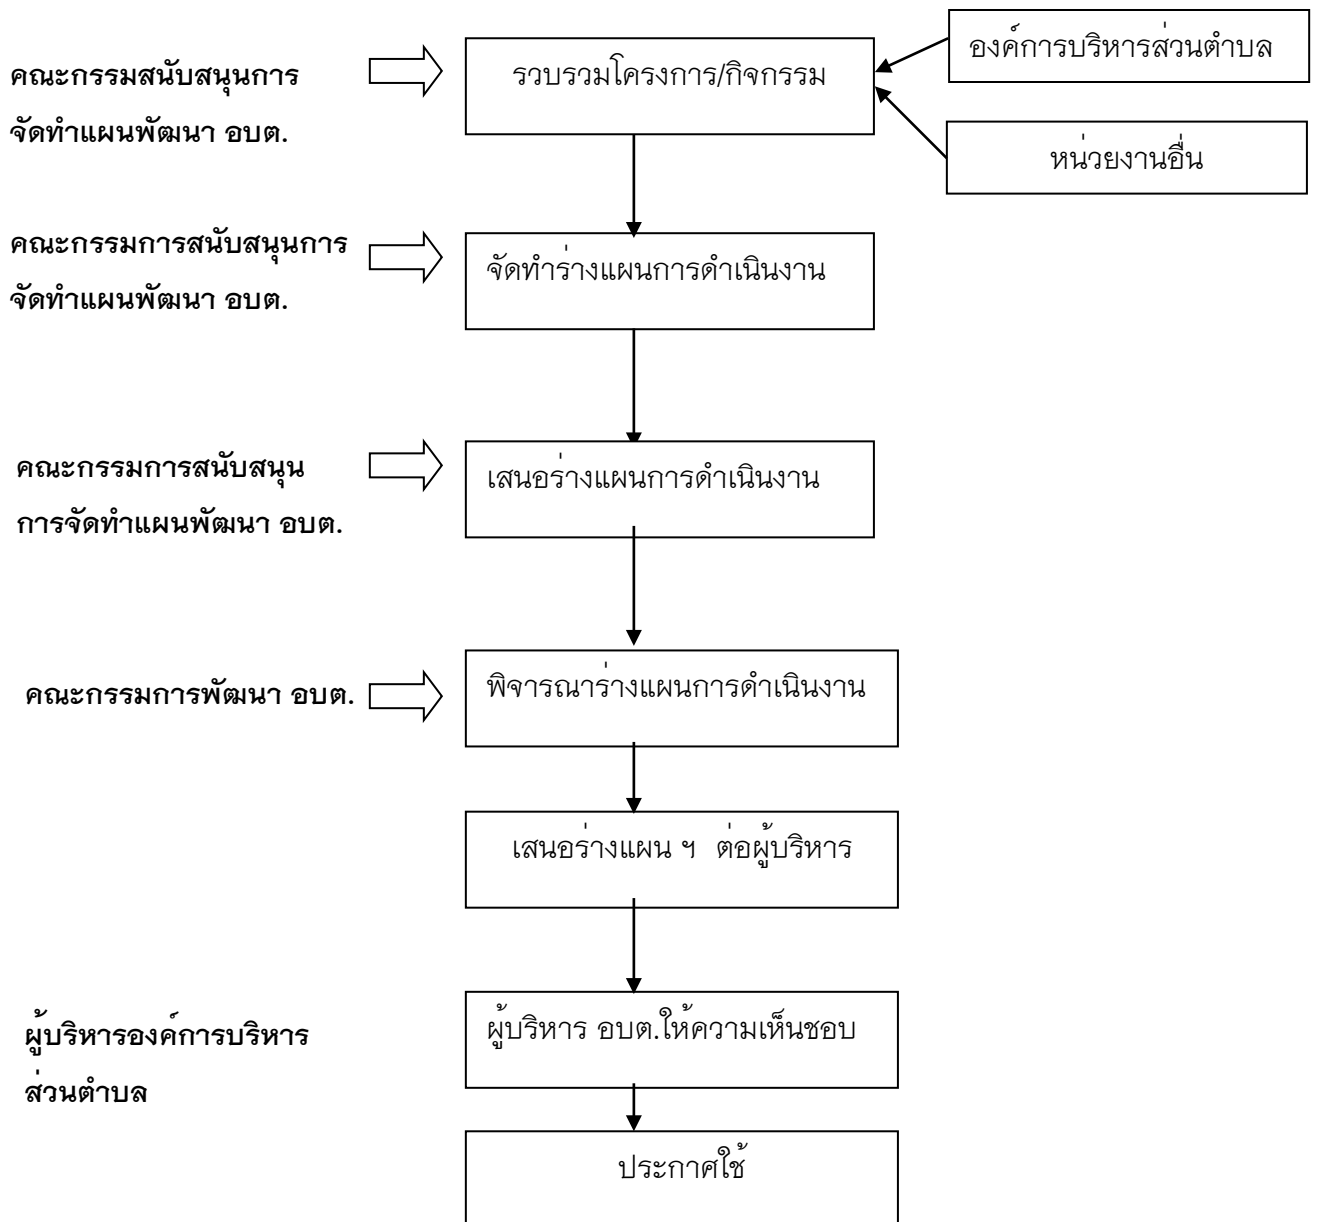 คณะกรรมสนับสนุนการ
จัดทำแผนพัฒนา อบต.
รวบรวมโครงการ/กิจกรรม
องค์การบริหารส่วนตำบล
หน่วยงานอื่น
คณะกรรมการสนับสนุนการ
จัดทำแผนพัฒนา อบต.
จัดทำร่างแผนการดำเนินงาน
คณะกรรมการสนับสนุน
การจัดทำแผนพัฒนา อบต.
เสนอร่างแผนการดำเนินงาน
คณะกรรมการพัฒนา อบต.
พิจารณาร่างแผนการดำเนินงาน
เสนอร่างแผน ฯ ต่อผู้บริหาร
ผู้บริหารองค์การบริหาร
ส่วนตำบล
ผู้บริหาร อบต.ให้ความเห็นชอบ
ประกาศใช้